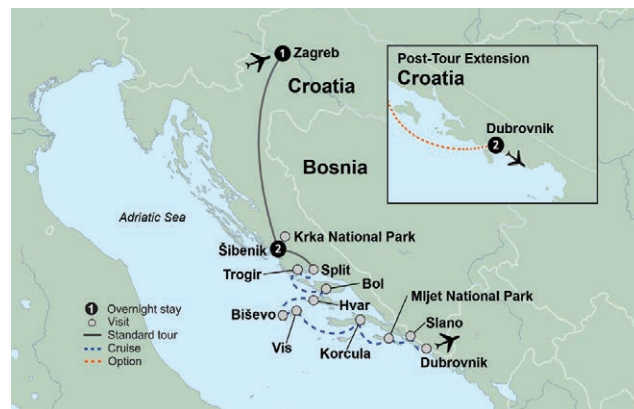 1 Zagreb
Croatia
Post-Tour Extension
Croatia
Dubrovnik
2
Bosnia
Adriatic Sea
Krka National Park
Šibenik 2
Trogir
Split
Bol
Hvar
Mljet National Park
Biševo
Slano
Vis
Korcula
Dubrovnik
1 Overnight stay
Visit
Standard tour
Cruise
Option